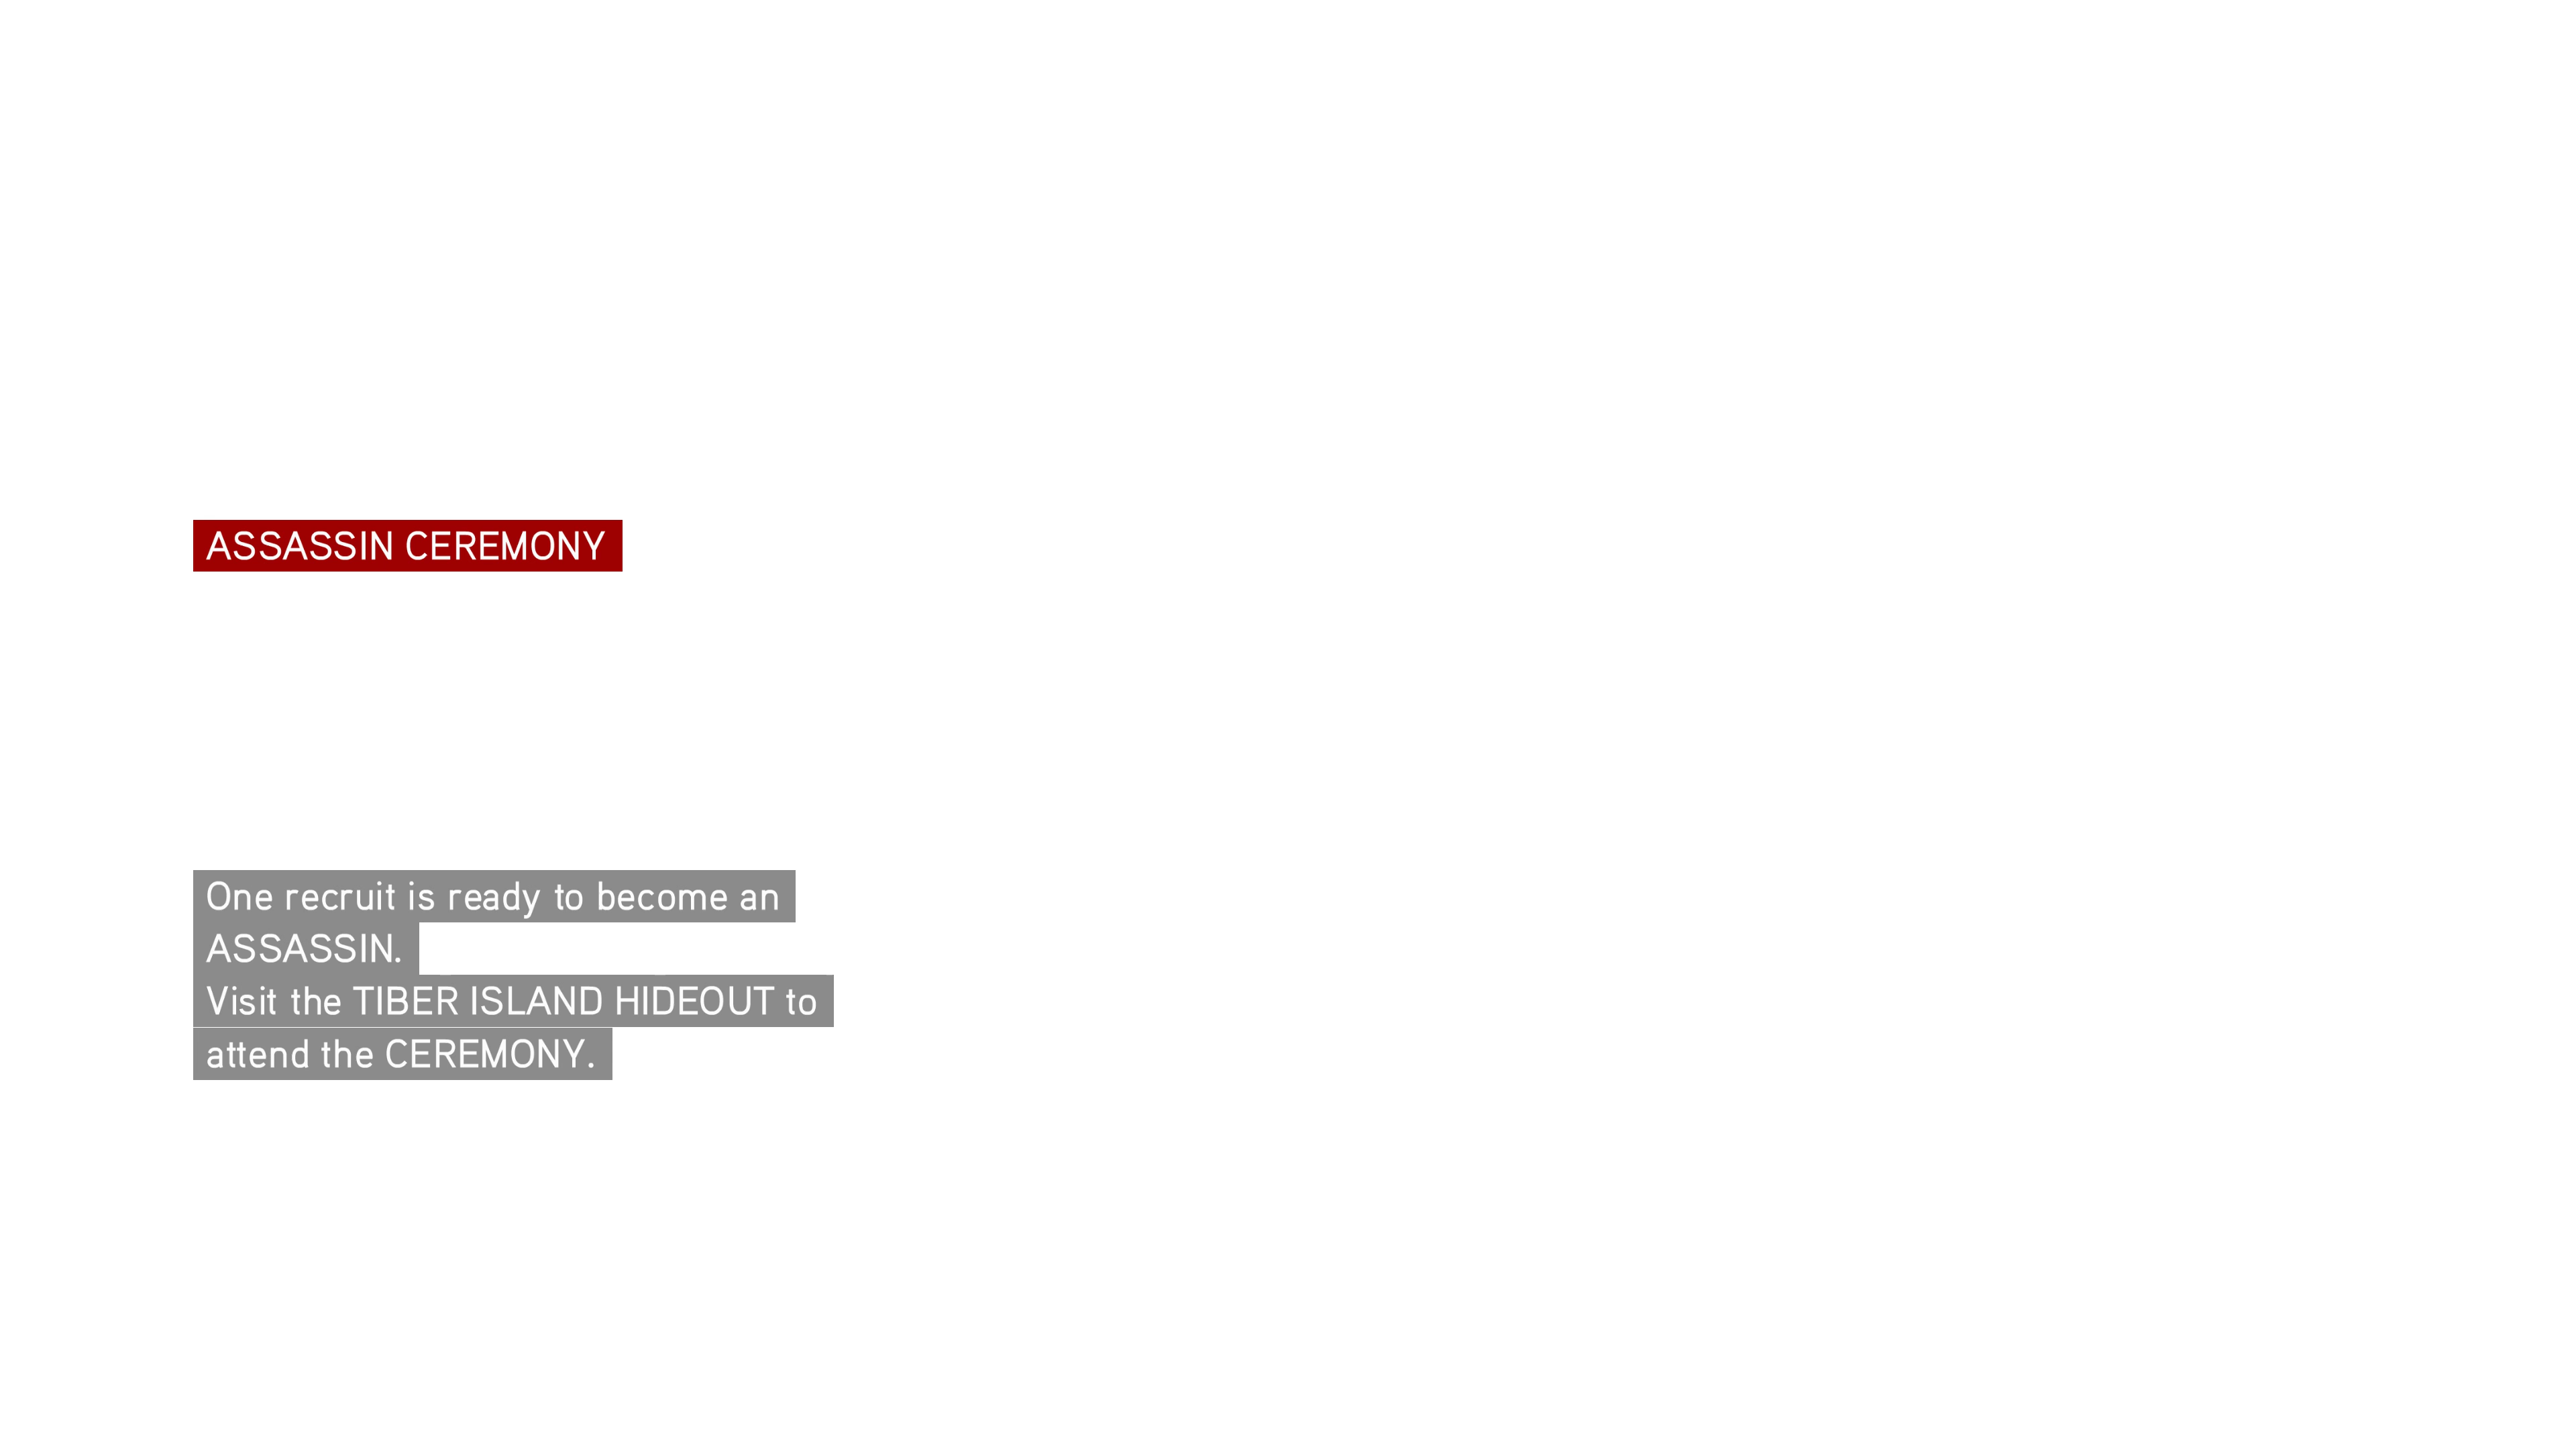 ASSASSIN CEREMONY
One recruit is ready to become an
ASSASSIN.
Visit the TIBER ISLAND HIDEOUT to
attend the CEREMONY.